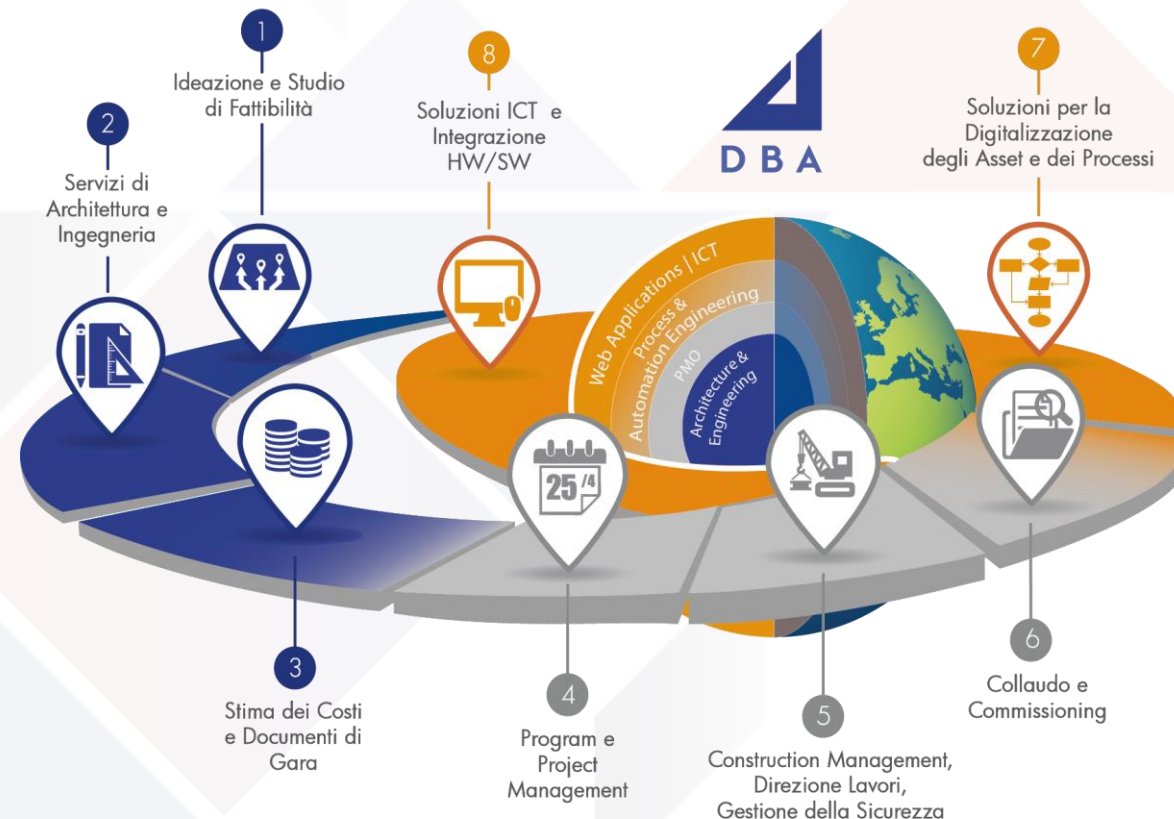 1
Ideazione e Studio
di Fattibilità
2
Servizi di
Architettura e
Ingegneria
8
Soluzioni ICT e
Integrazione
HW/SW
DBA
7
Soluzioni per la
Digitalizzazione
degli Asset e dei Processi
Web Applications | ICT
Process &
Automation Engineering
PMO
Architecture &
Engineering
25/4
3
Stima dei Costi
e Documenti di
Gara
4
Program e
Project
Management
5
Construction Management,
Direzione Lavori,
Gestione della Sicurezza
6
Collaudo e
Commissioning